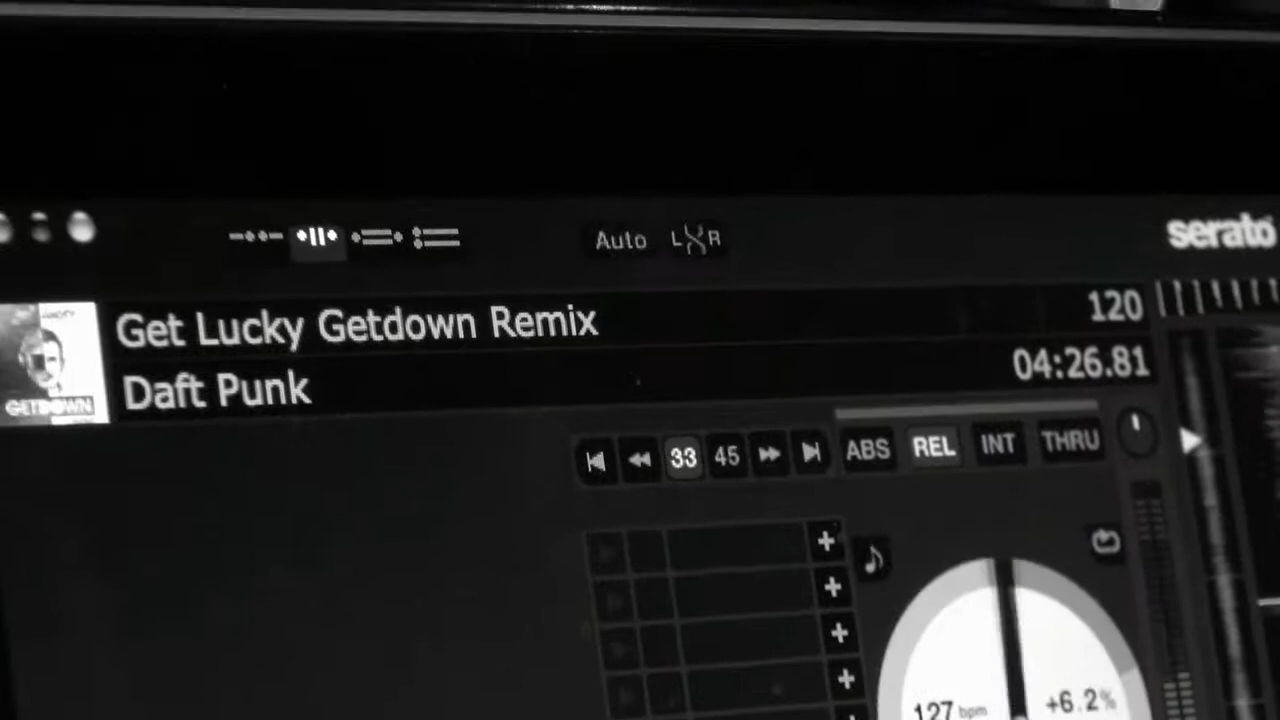 Auto
L R
serato
Get Lucky Getdown Remix
120
Daft Punk
04:26.81
GETDOWN
33
45
ABS
REL
INT
THRU
127 bpm
+6.2%